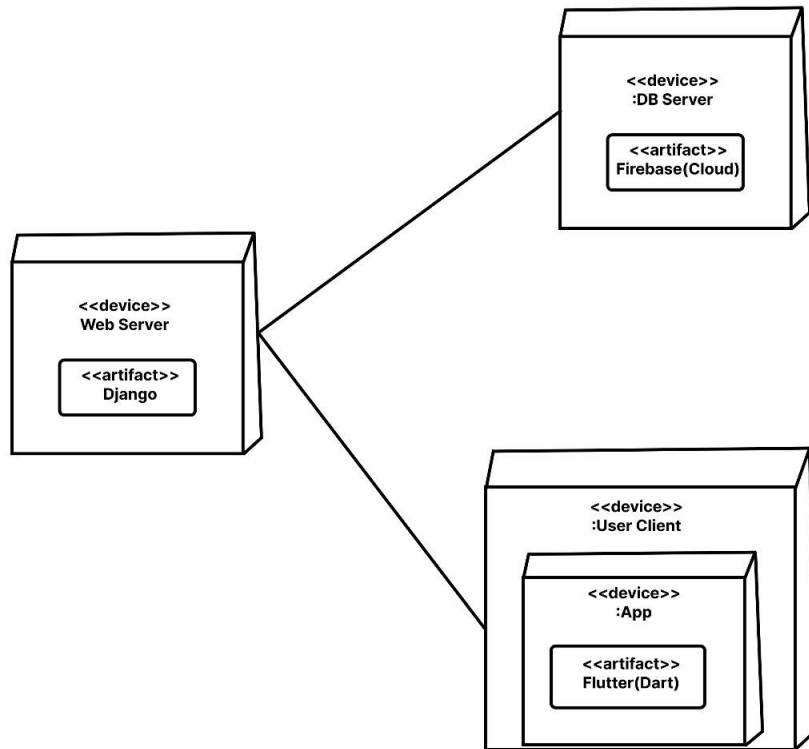 <<device>>
:DB Server
<<artifact>>
Firebase(Cloud)
<<device>>
Web Server
<<artifact>>
Django
<<device>>
:User Client
<<device>>
:App
<<artifact>>
Flutter(Dart)